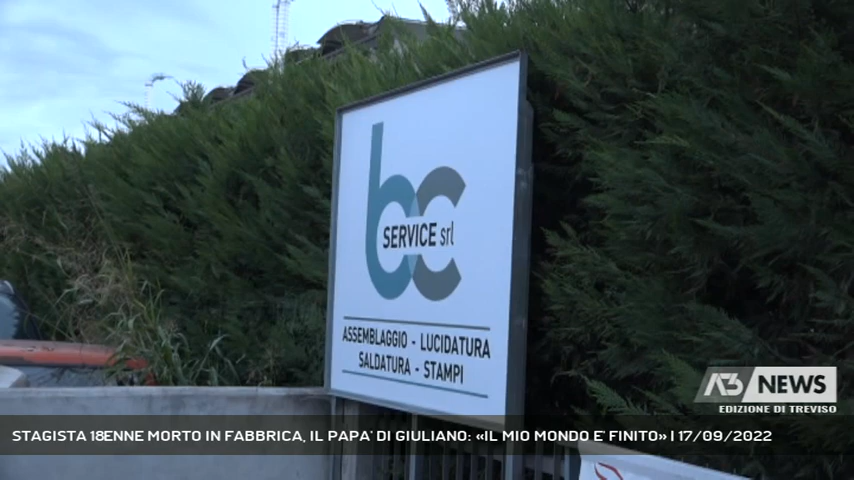 bc
SERVICE srl
ASSEMBLAGGIO - LUCIDATURA
SALDATURA - STAMPI
A3 NEWS
EDIZIONE DI TREVISO
STAGISTA 18ENNE MORTO IN FABBRICA, IL PAPA' DI GIULIANO: «IL MIO MONDO E' FINITO» | 17/09/2022